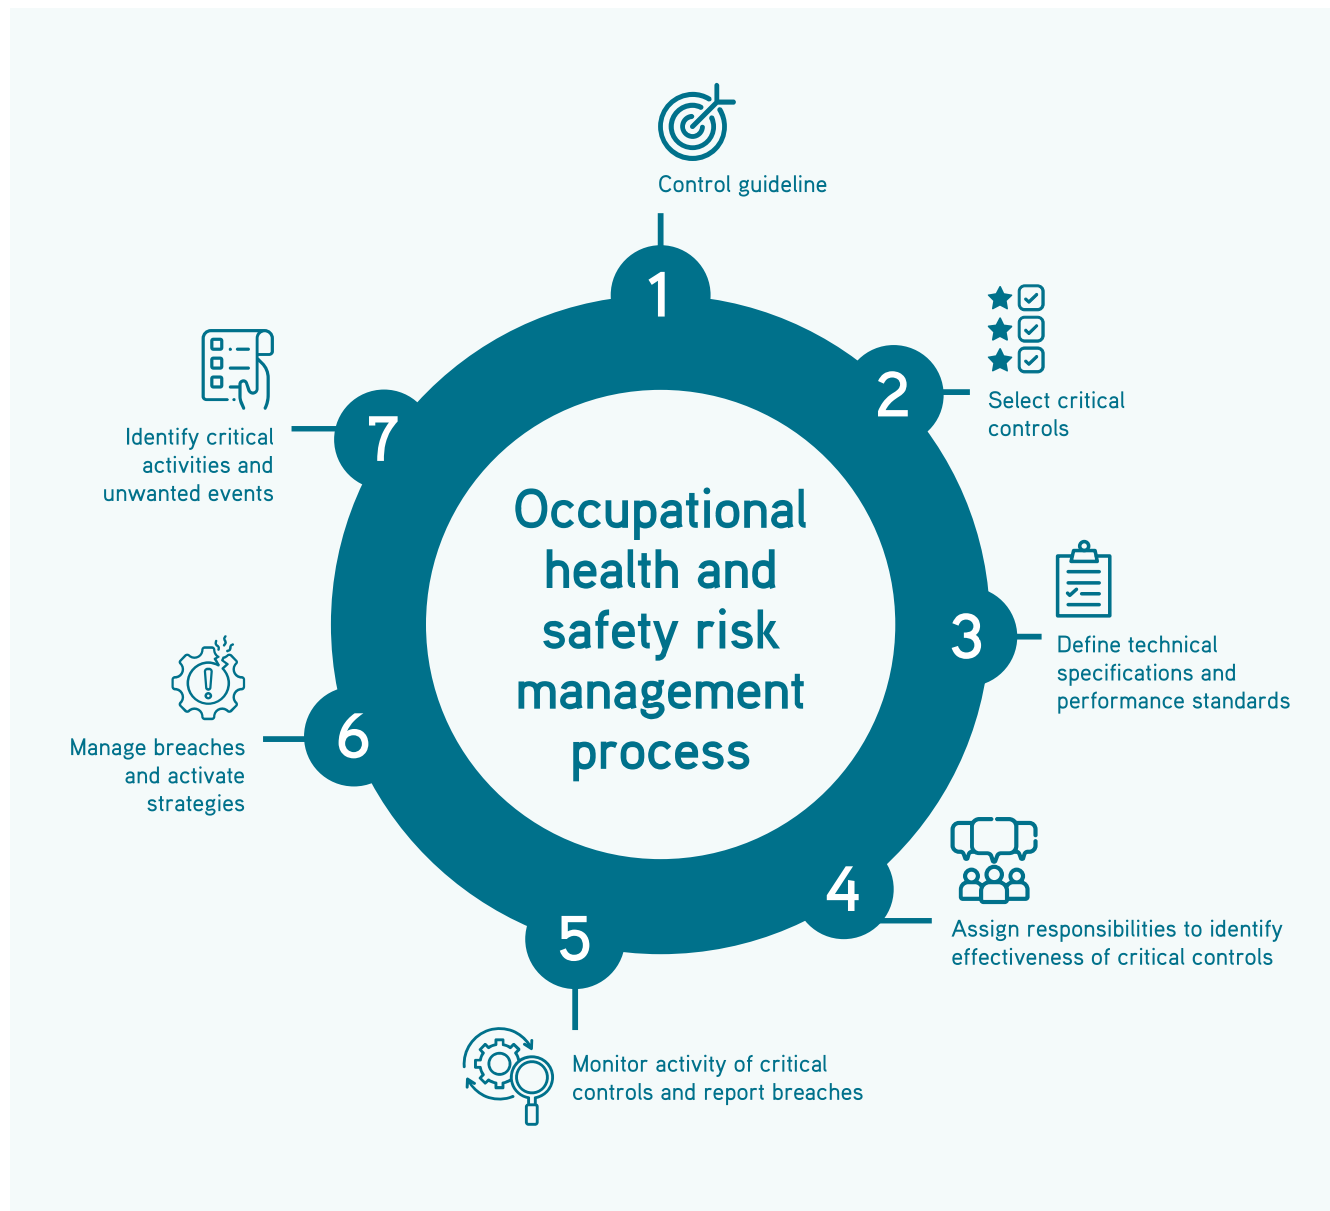 Control guideline
1
2
Select critical
controls
3
Define technical
specifications and
performance standards
4
Assign responsibilities to identify
effectiveness of critical controls
5
Monitor activity of critical
controls and report breaches
6
Manage breaches
and activate
strategies
7
Identify critical
activities and
unwanted events
Occupational
health and
safety risk
management
process